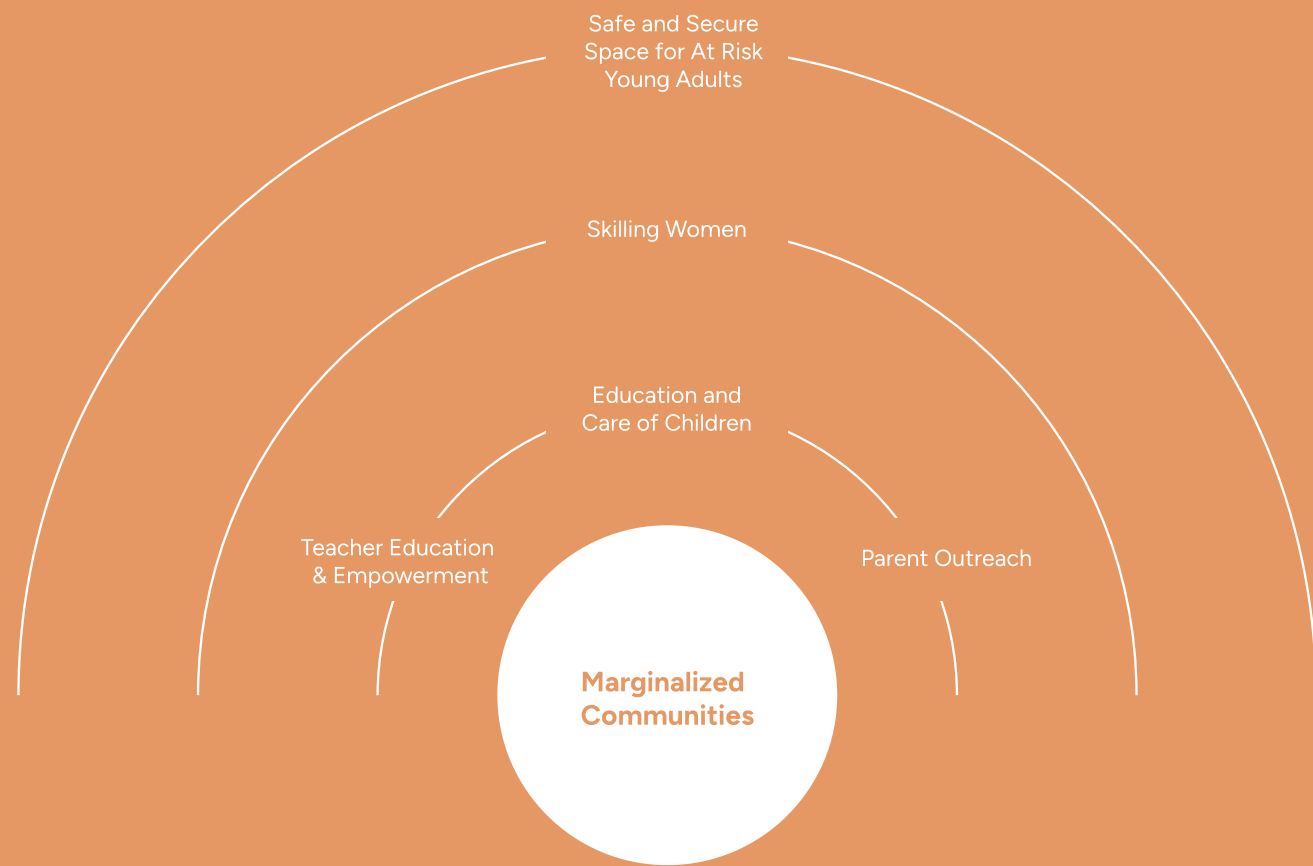 Safe and Secure
Space for At Risk
Young Adults
Skilling Women
Education and
Care of Children
Teacher Education
& Empowerment
Parent Outreach
Marginalized
Communities